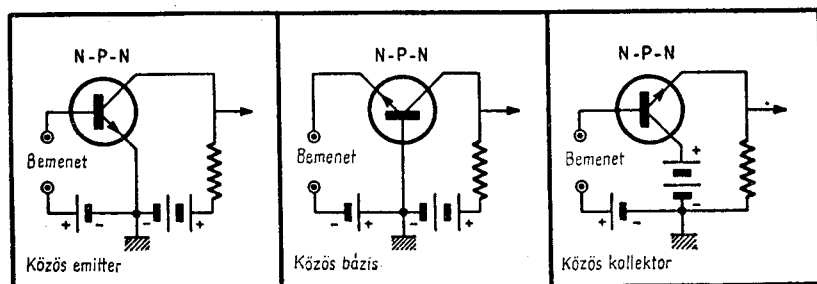 N-P-N
Bemenet
+ - - +
Közös emitter
N-P-N
Bemenet
- + - +
Közös bázis
N-P-N
+
Bemenet
-
+ -
Közös kollektor